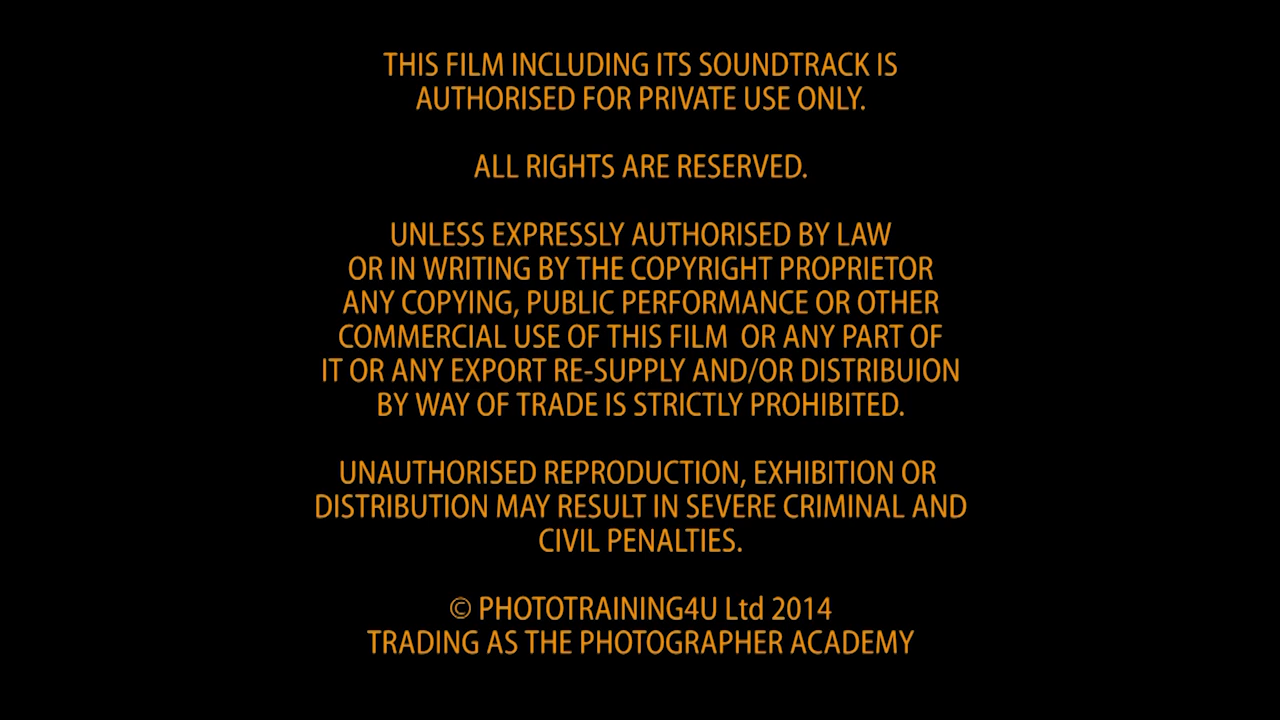 THIS FILM INCLUDING ITS SOUNDTRACK IS
AUTHORISED FOR PRIVATE USE ONLY.
ALL RIGHTS ARE RESERVED.
UNLESS EXPRESSLY AUTHORISED BY LAW
OR IN WRITING BY THE COPYRIGHT PROPRIETOR
ANY COPYING, PUBLIC PERFORMANCE OR OTHER
COMMERCIAL USE OF THIS FILM  OR ANY PART OF
IT OR ANY EXPORT RE-SUPPLY AND/OR DISTRIBUION
BY WAY OF TRADE IS STRICTLY PROHIBITED.
UNAUTHORISED REPRODUCTION, EXHIBITION OR
DISTRIBUTION MAY RESULT IN SEVERE CRIMINAL AND
CIVIL PENALTIES.
© PHOTOTRAINING4U Ltd 2014
TRADING AS THE PHOTOGRAPHER ACADEMY